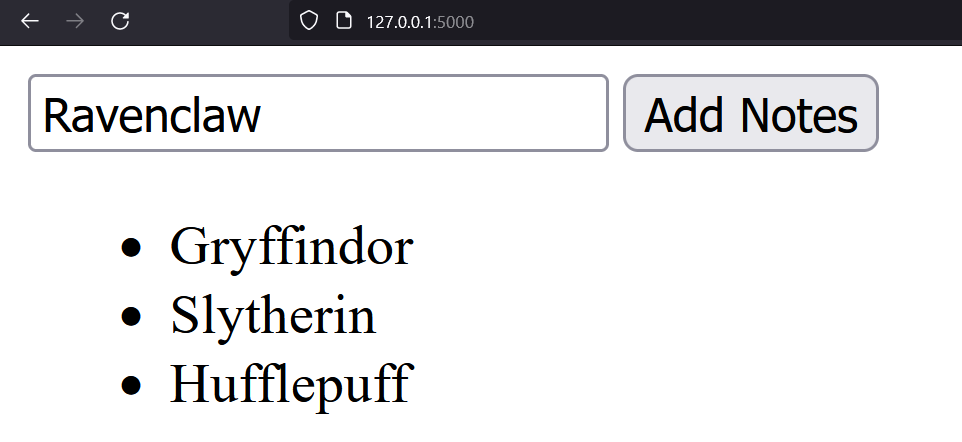 127.0.0.1:5000
Ravenclaw Add Notes
Gryffindor
Slytherin
Hufflepuff